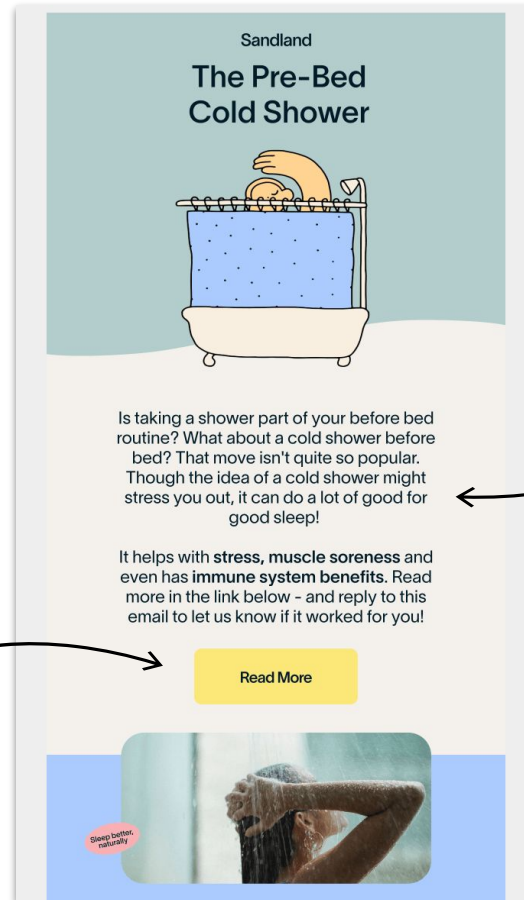 Sandland
The Pre-Bed
Cold Shower
Is taking a shower part of your before bed
routine? What about a cold shower before
bed? That move isn't quite so popular.
Though the idea of a cold shower might
stress you out, it can do a lot of good for
good sleep!
It helps with stress, muscle soreness and
even has immune system benefits. Read
more in the link below - and reply to this
email to let us know if it worked for you!
Read More
Sleep better,
naturally